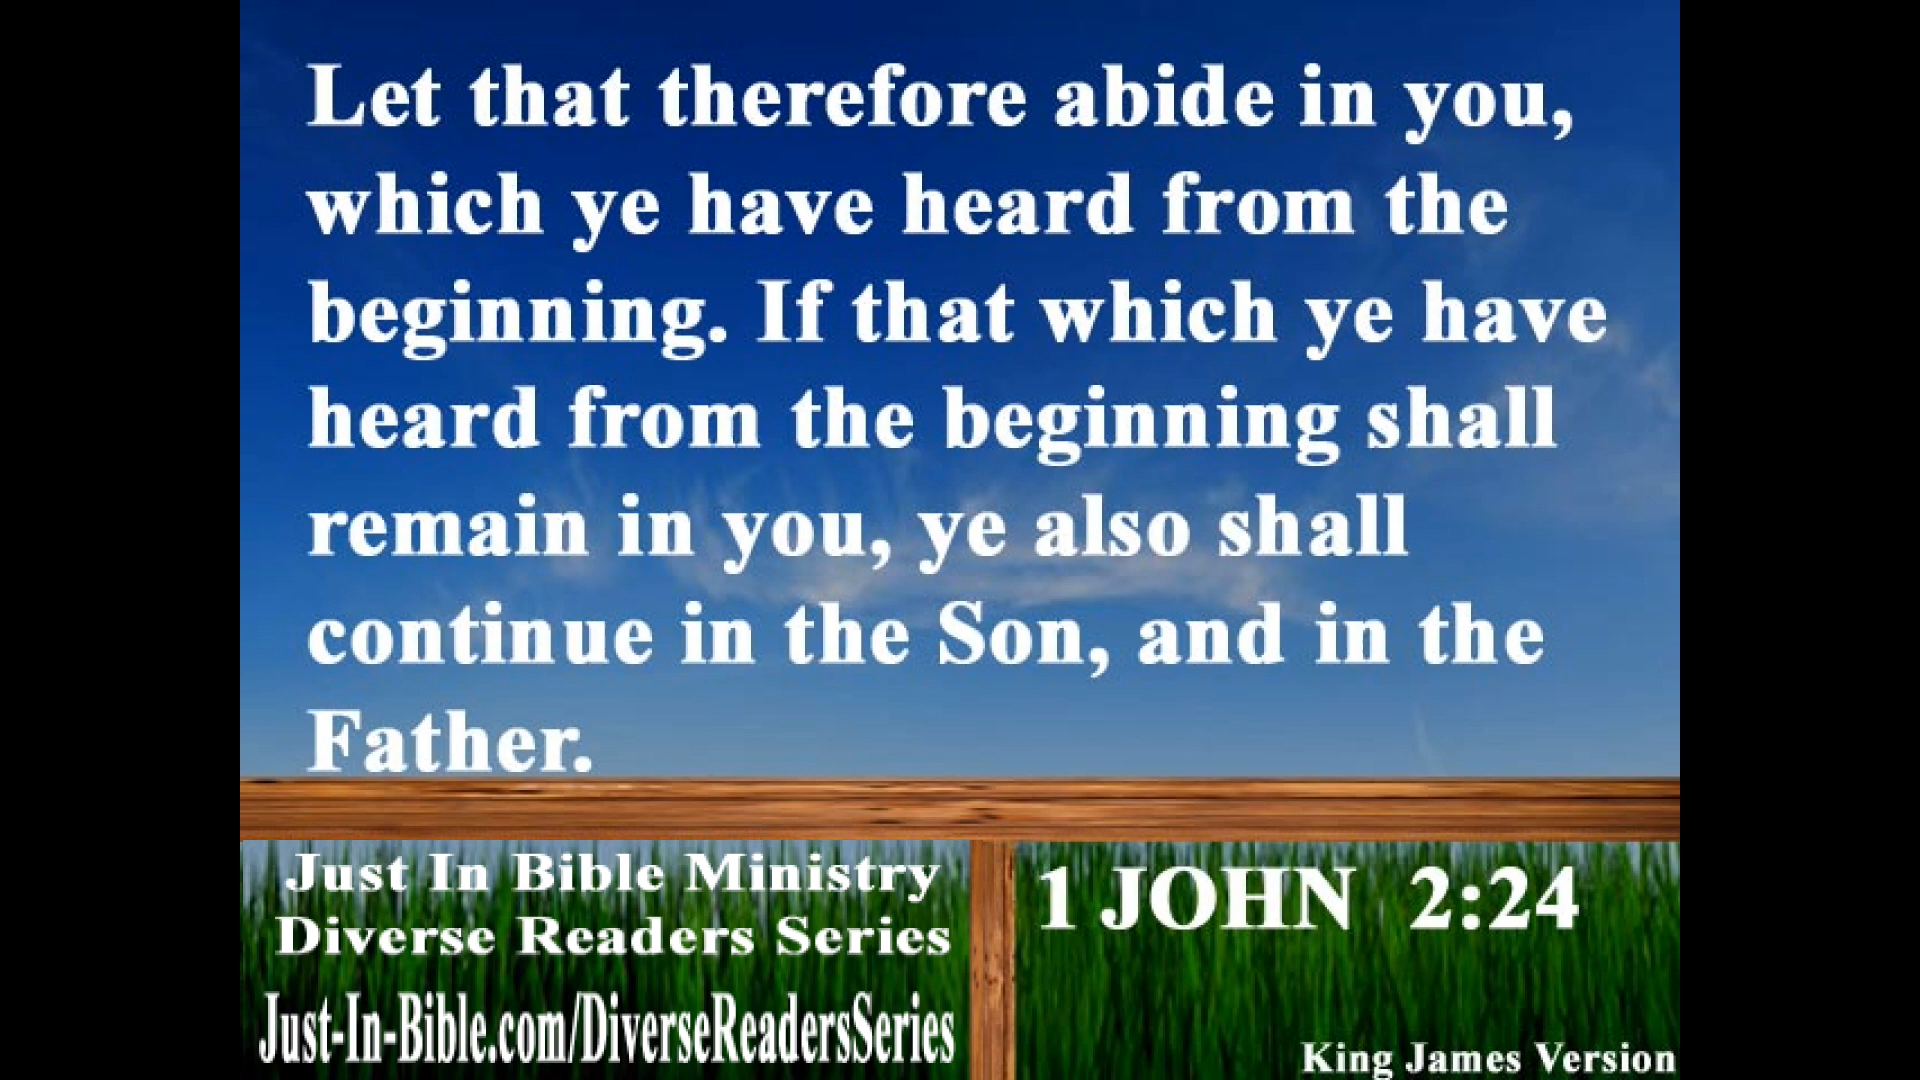 Let that therefore abide in you,
which ye have heard from the
beginning. If that which ye have
heard from the beginning shall
remain in you, ye also shall
continue in the Son, and in the
Father.
Just In Bible Ministry
Diverse Readers Series
Just-In-Bible.com/DiverseReadersSeries
1 JOHN 2:24
King James Version